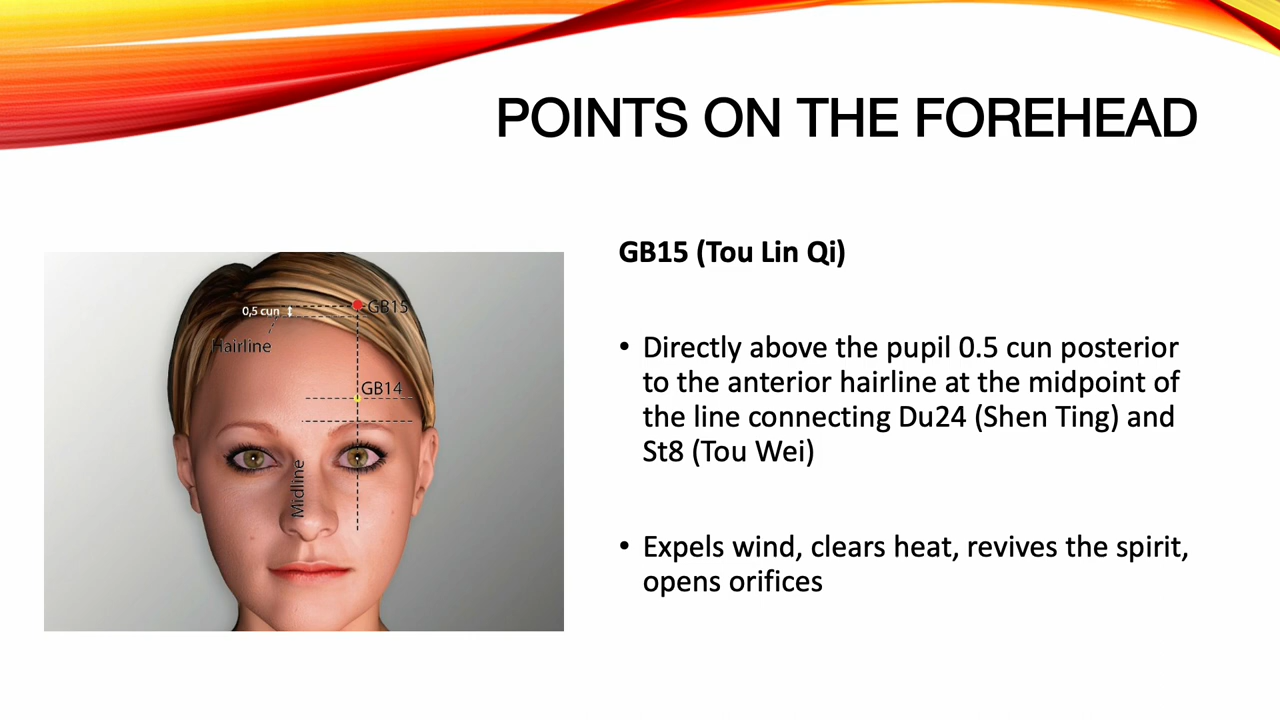 POINTS ON THE FOREHEAD
GB15
0,5 cun
Hairline
GB14
Midline
GB15 (Tou Lin Qi)
• Directly above the pupil 0.5 cun posterior
to the anterior hairline at the midpoint of
the line connecting Du24 (Shen Ting) and
St8 (Tou Wei)
• Expels wind, clears heat, revives the spirit,
opens orifices